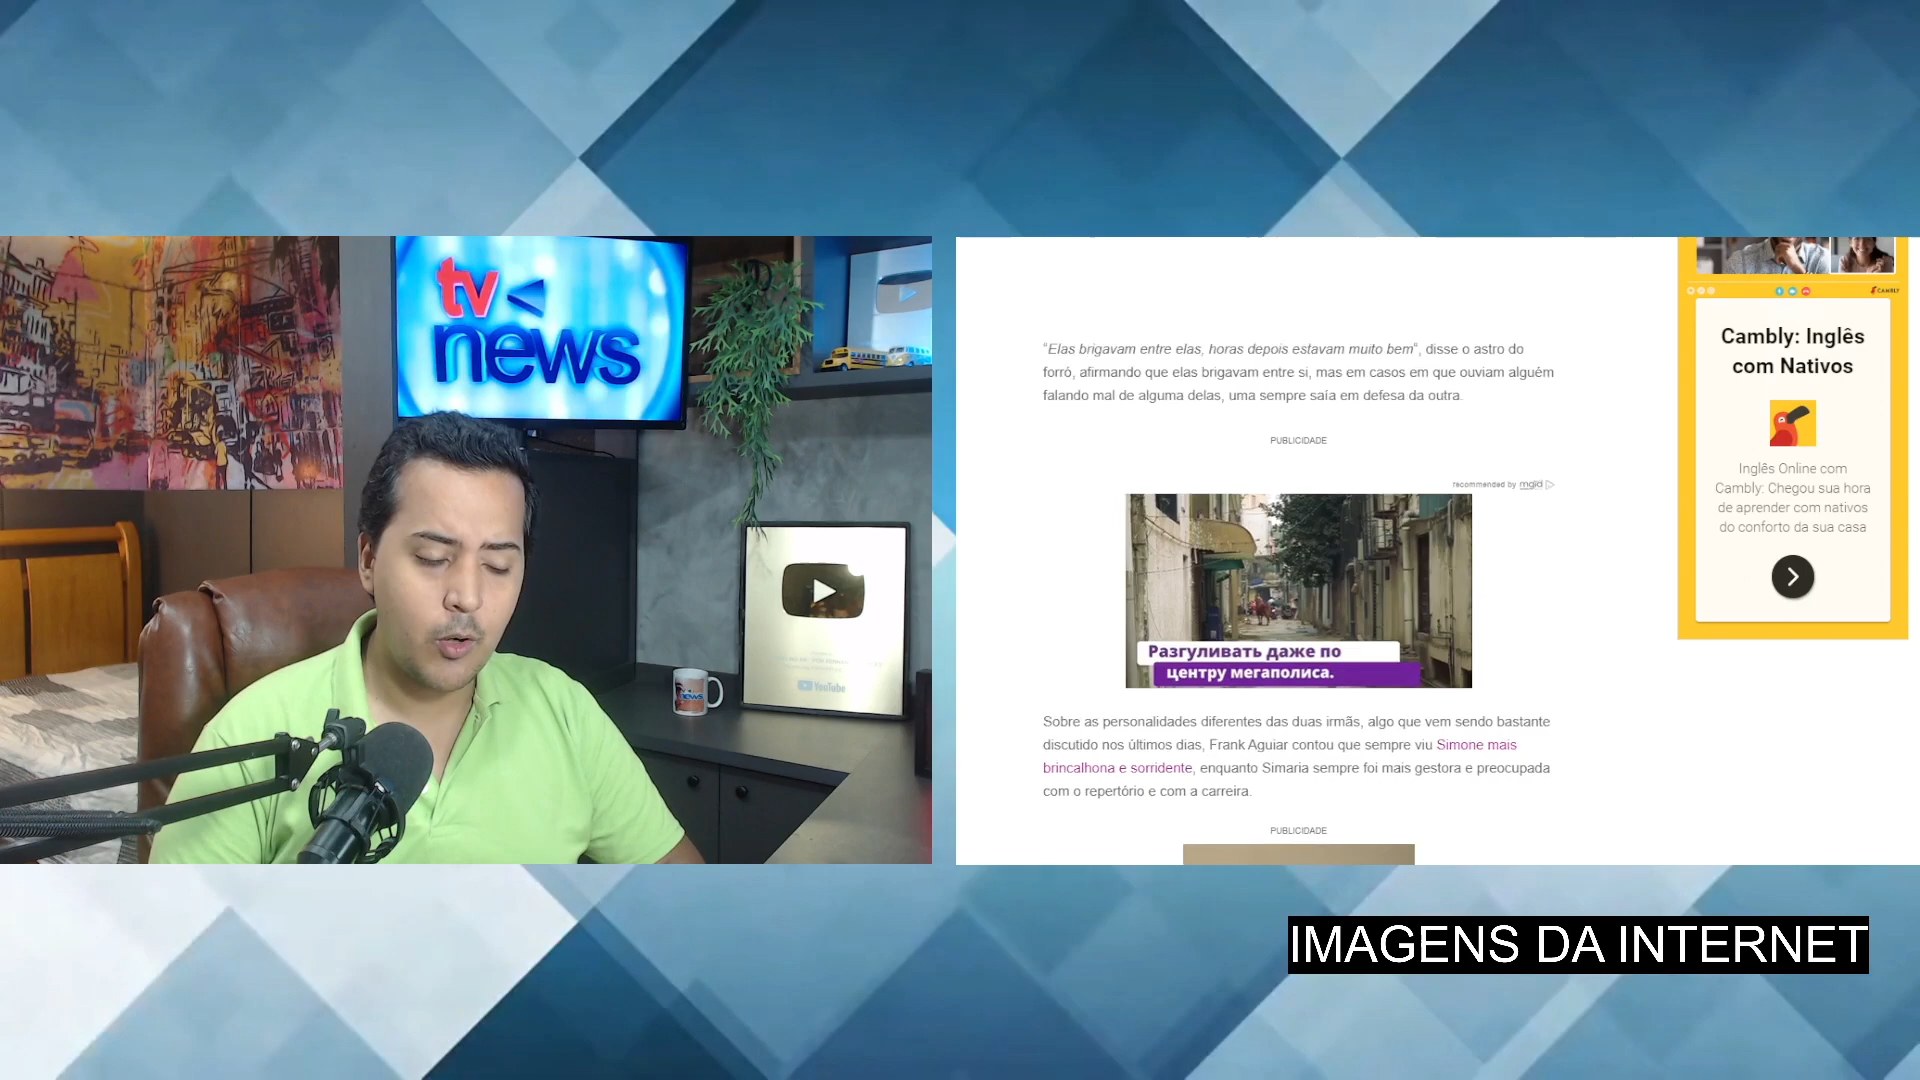 tv
news
YouTube
news
"Elas brigavam entre elas, horas depois estavam muito bem", disse o astro do
forró, afirmando que elas brigavam entre si, mas em casos em que ouviam alguém
falando mal de alguma delas, uma sempre saía em defesa da outra.
PUBLICIDADE
recommended by mgid
Разгуливать даже по
центру мегаполиса.
Sobre as personalidades diferentes das duas irmãs, algo que vem sendo bastante
discutido nos últimos dias, Frank Aguiar contou que sempre viu Simone mais
brincalhona e sorridente, enquanto Simaria sempre foi mais gestora e preocupada
com o repertório e com a carreira.
PUBLICIDADE
CAMBLY
Cambly: Inglês
com Nativos
Inglês Online com
Cambly: Chegou sua hora
de aprender com nativos
do conforto da sua casa
IMAGENS DA INTERNET